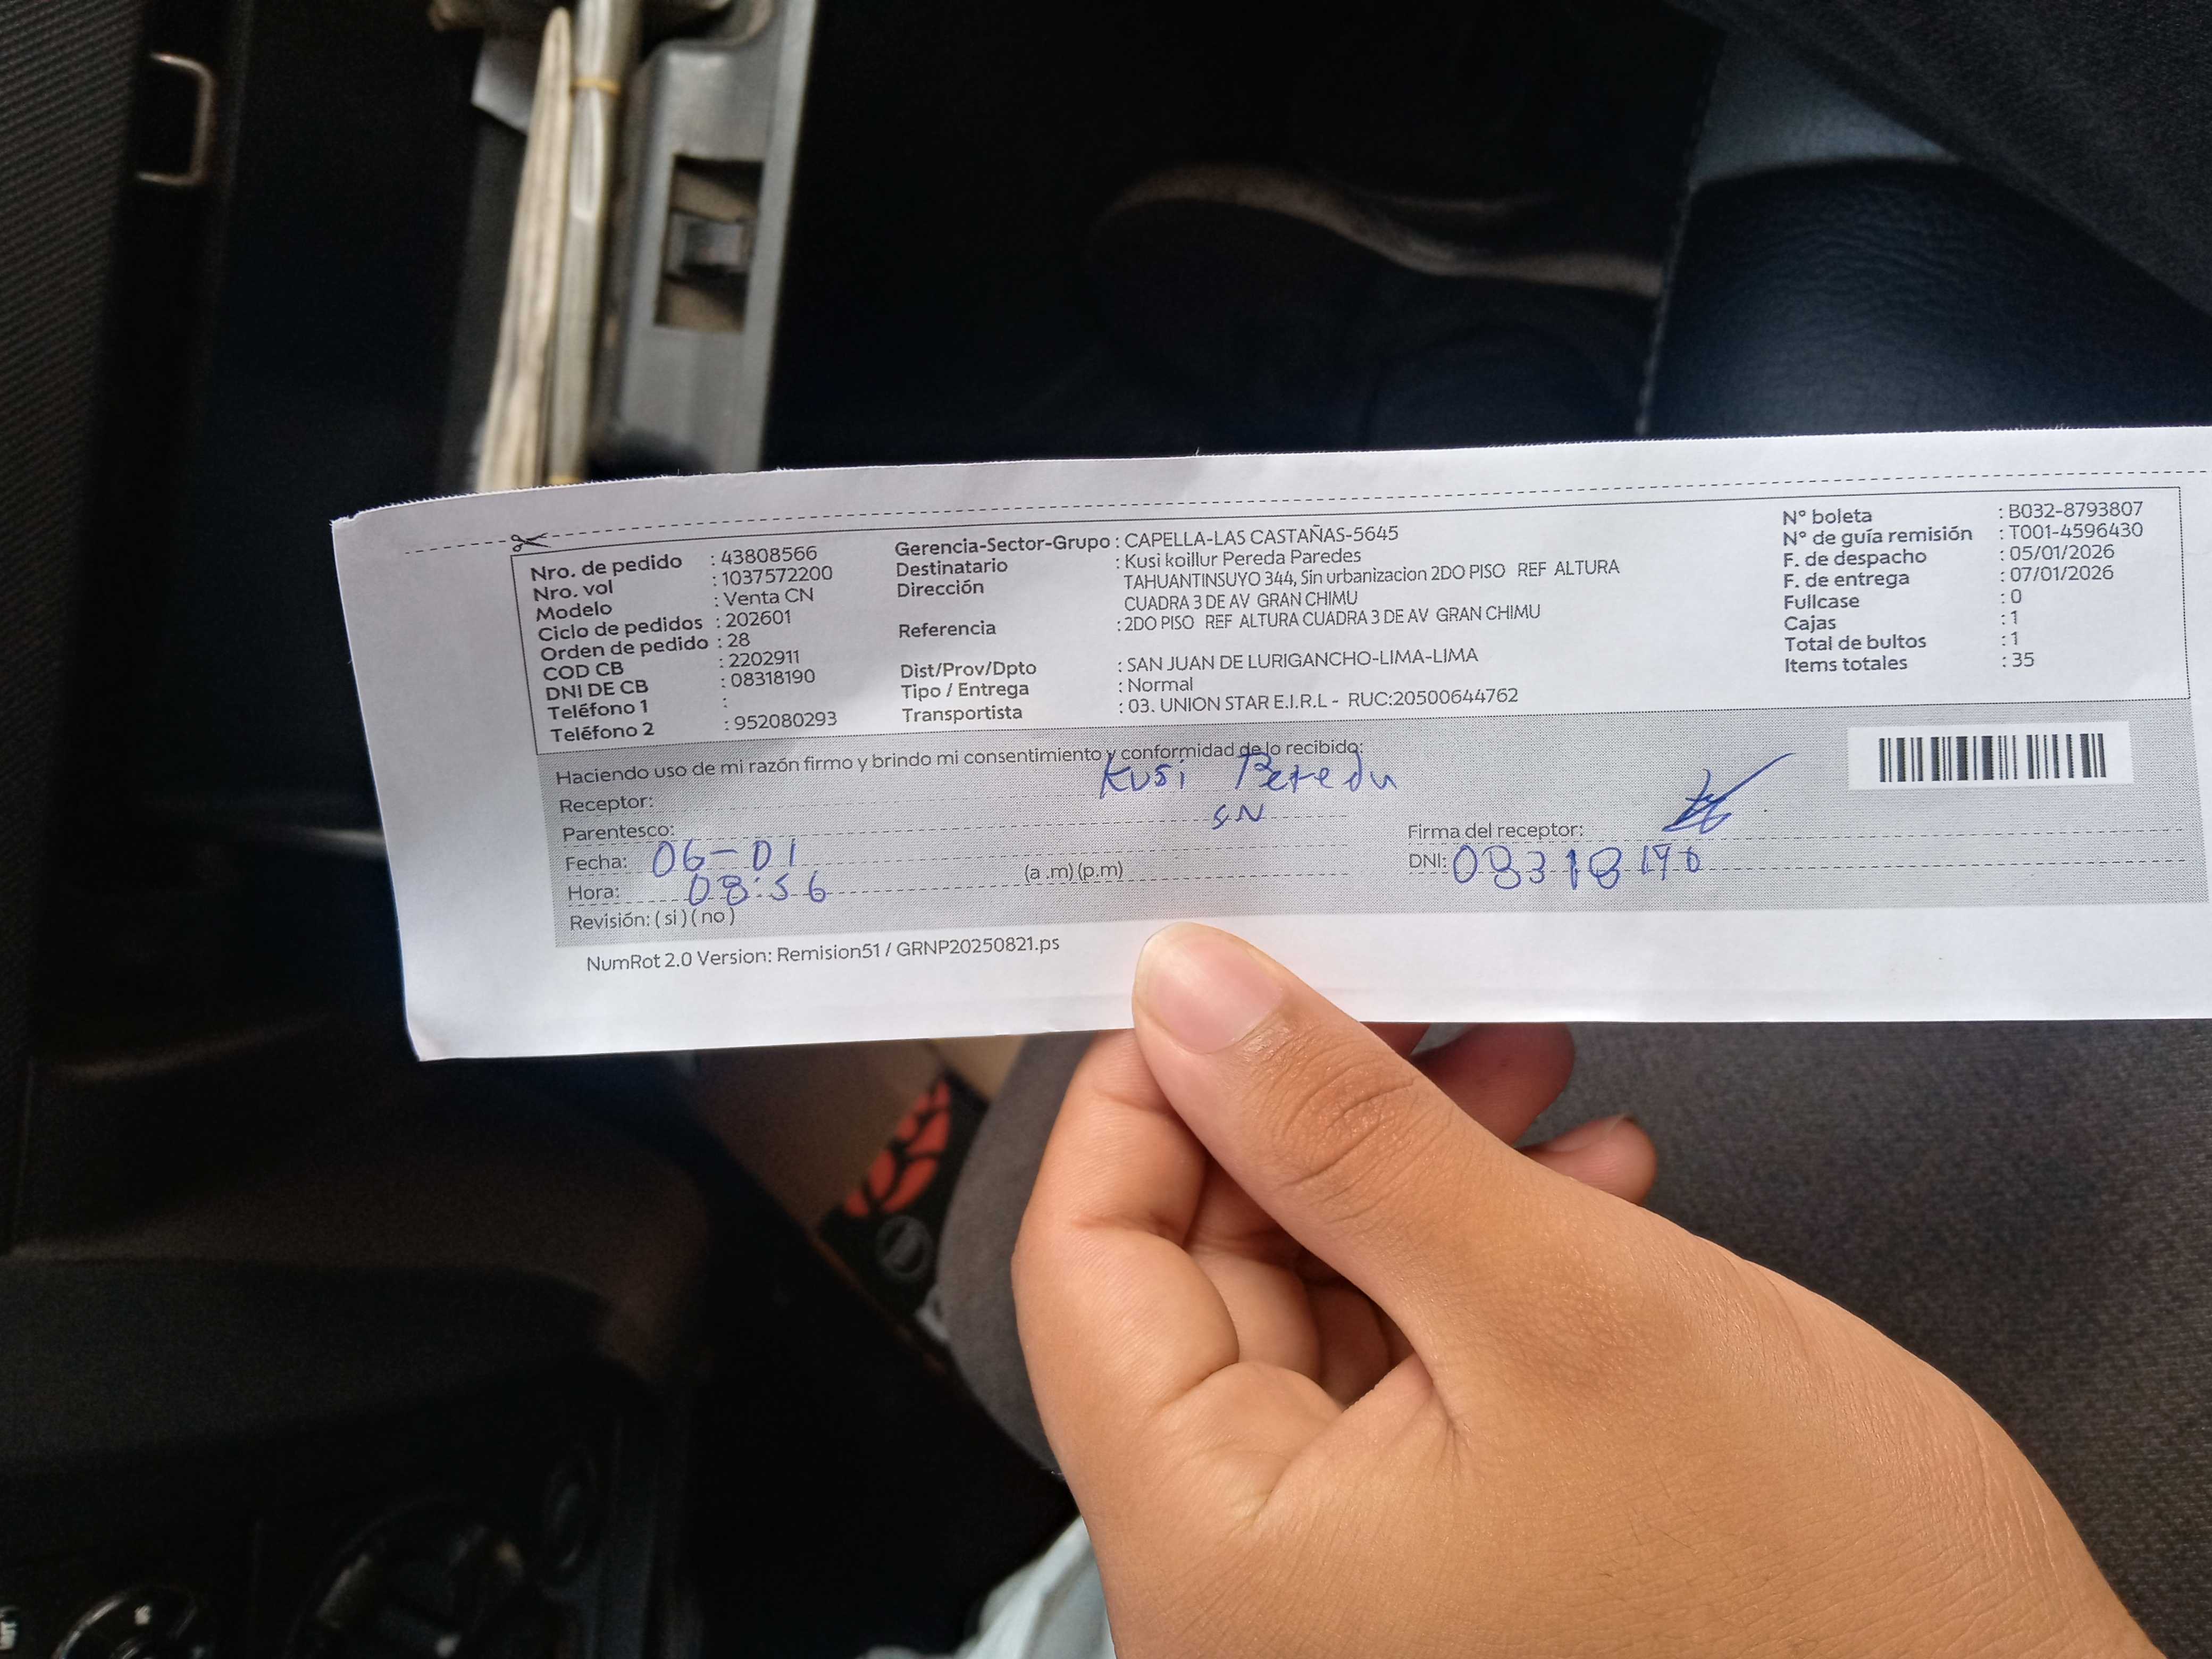 Nro. de pedido : 43808566
Nro. vol : 1037572200
Modelo : Venta CN
Ciclo de pedidos : 202601
Orden de pedido : 28
COD CB : 2202911
DNI DE CB : 08318190
Teléfono 1 :
Teléfono 2 : 952080293
Gerencia-Sector-Grupo : CAPELLA-LAS CASTAÑAS-5645
Destinatario : Kusi koillur Pereda Paredes
Dirección TAHUANTINSUYO 344, Sin urbanizacion 2DO PISO REF ALTURA
CUADRA 3 DE AV GRAN CHIMU
Referencia : 2DO PISO REF ALTURA CUADRA 3 DE AV GRAN CHIMU
Dist/Prov/Dpto : SAN JUAN DE LURIGANCHO-LIMA-LIMA
Tipo / Entrega : Normal
Transportista : 03. UNION STAR E.I.R.L - RUC:20500644762
N° boleta : B032-8793807
N° de guía remisión : T001-4596430
F. de despacho : 05/01/2026
F. de entrega : 07/01/2026
Fullcase : 0
Cajas : 1
Total de bultos : 1
Items totales : 35
Haciendo uso de mi razón firmo y brindo mi consentimiento y conformidad de lo recibido:
Receptor: Kusi Pereda
Parentesco: SN
Fecha: 06-01
Hora: 08:56 (a .m) (p.m)
Revisión: ( si ) ( no )
Firma del receptor:
DNI: 08318190
NumRot 2.0 Version: Remision51 / GRNP20250821.ps